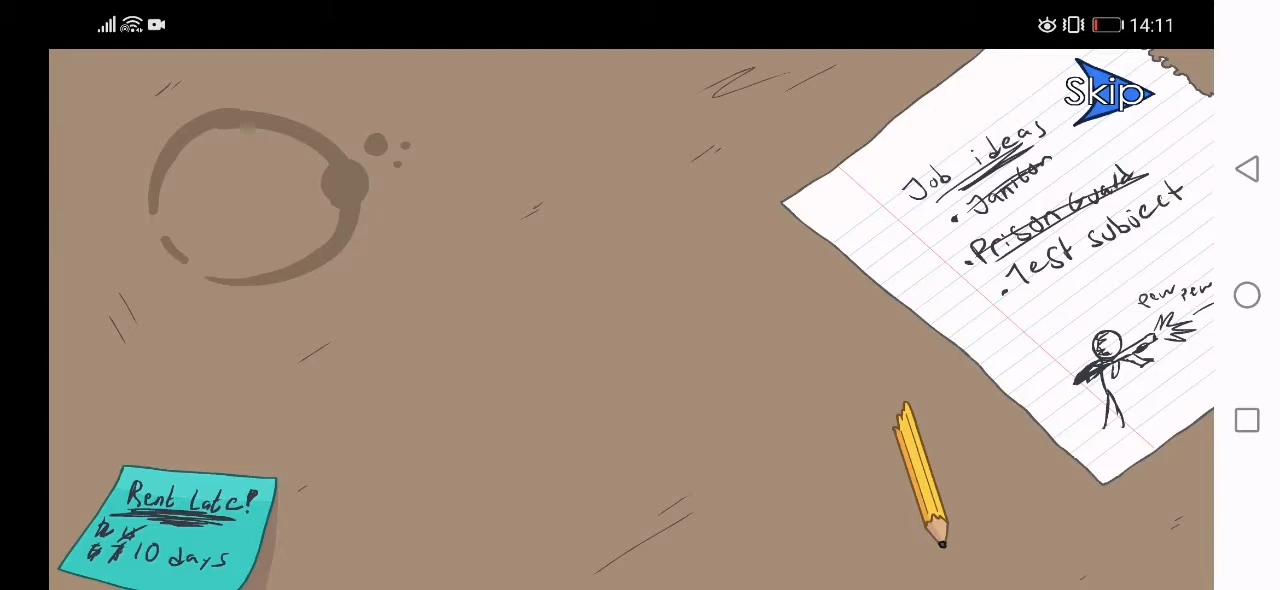 14:11
Skip
Job ideas
• Janitor
• Prison Guard
• Test subject
pew pew
Rent Late!
10 days